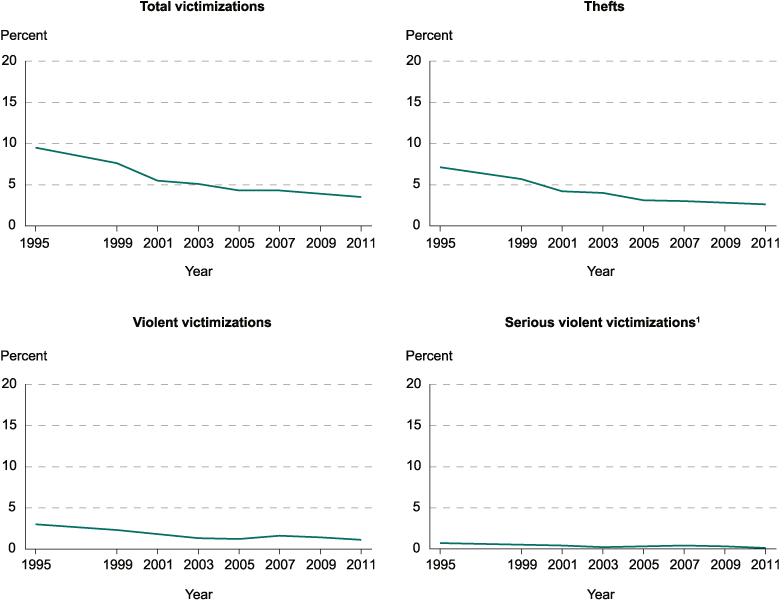 Total victimizations
Percent
20
15
10
5
0
1995 1999 2001 2003 2005 2007 2009 2011
Year
Thefts
Percent
20
15
10
5
0
1995 1999 2001 2003 2005 2007 2009 2011
Year
Violent victimizations
Percent
20
15
10
5
0
1995 1999 2001 2003 2005 2007 2009 2011
Year
Serious violent victimizations¹
Percent
20
15
10
5
0
1995 1999 2001 2003 2005 2007 2009 2011
Year